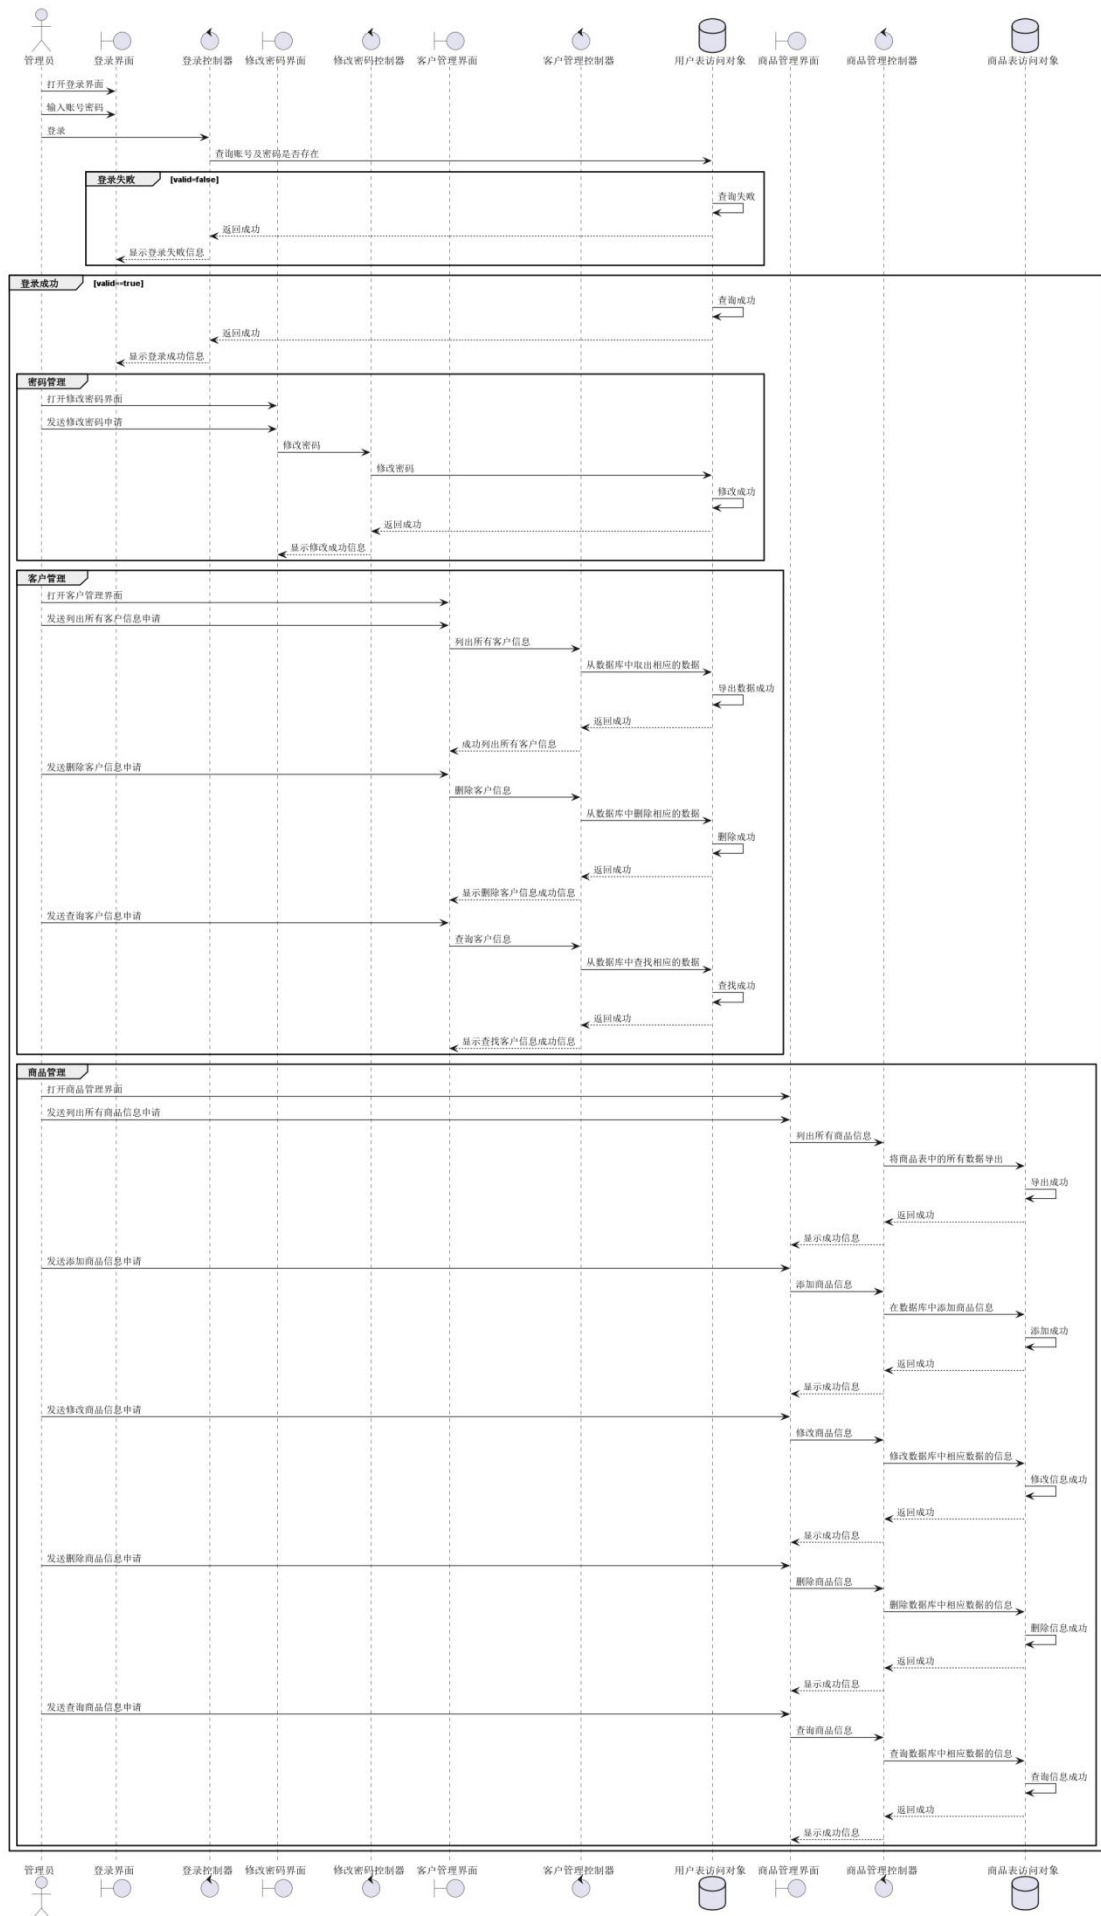 管理员 登录界面 登录控制器 修改密码界面 修改密码控制器 客户管理界面 客户管理控制器 用户表访问对象 商品管理界面 商品管理控制器 商品表访问对象
打开登录界面
输入账号密码
登录
查询账号及密码是否存在
登录失败 [valid=false]
查询失败
返回成功
显示登录失败信息
登录成功 [valid==true]
查询成功
返回成功
显示登录成功信息
密码管理
打开修改密码界面
发送修改密码申请
修改密码
修改密码
修改成功
返回成功
显示修改成功信息
客户管理
打开客户管理界面
发送列出所有客户信息申请
列出所有客户信息
从数据库中取出相应的数据
导出数据成功
返回成功
成功列出所有客户信息
发送删除客户信息申请
删除客户信息
从数据库中删除相应的数据
删除成功
返回成功
显示删除客户信息成功信息
发送查询客户信息申请
查询客户信息
从数据库中查找相应的数据
查找成功
返回成功
显示查找客户信息成功信息
商品管理
打开商品管理界面
发送列出所有商品信息申请
列出所有商品信息
将商品表中的所有数据导出
导出成功
返回成功
显示成功信息
发送添加商品信息申请
添加商品信息
在数据库中添加商品信息
添加成功
返回成功
显示成功信息
发送修改商品信息申请
修改商品信息
修改数据库中相应数据的信息
修改信息成功
返回成功
显示成功信息
发送删除商品信息申请
删除商品信息
删除数据库中相应数据的信息
删除信息成功
返回成功
显示成功信息
发送查询商品信息申请
查询商品信息
查询数据库中相应数据的信息
查询信息成功
返回成功
显示成功信息
管理员 登录界面 登录控制器 修改密码界面 修改密码控制器 客户管理界面 客户管理控制器 用户表访问对象 商品管理界面 商品管理控制器 商品表访问对象